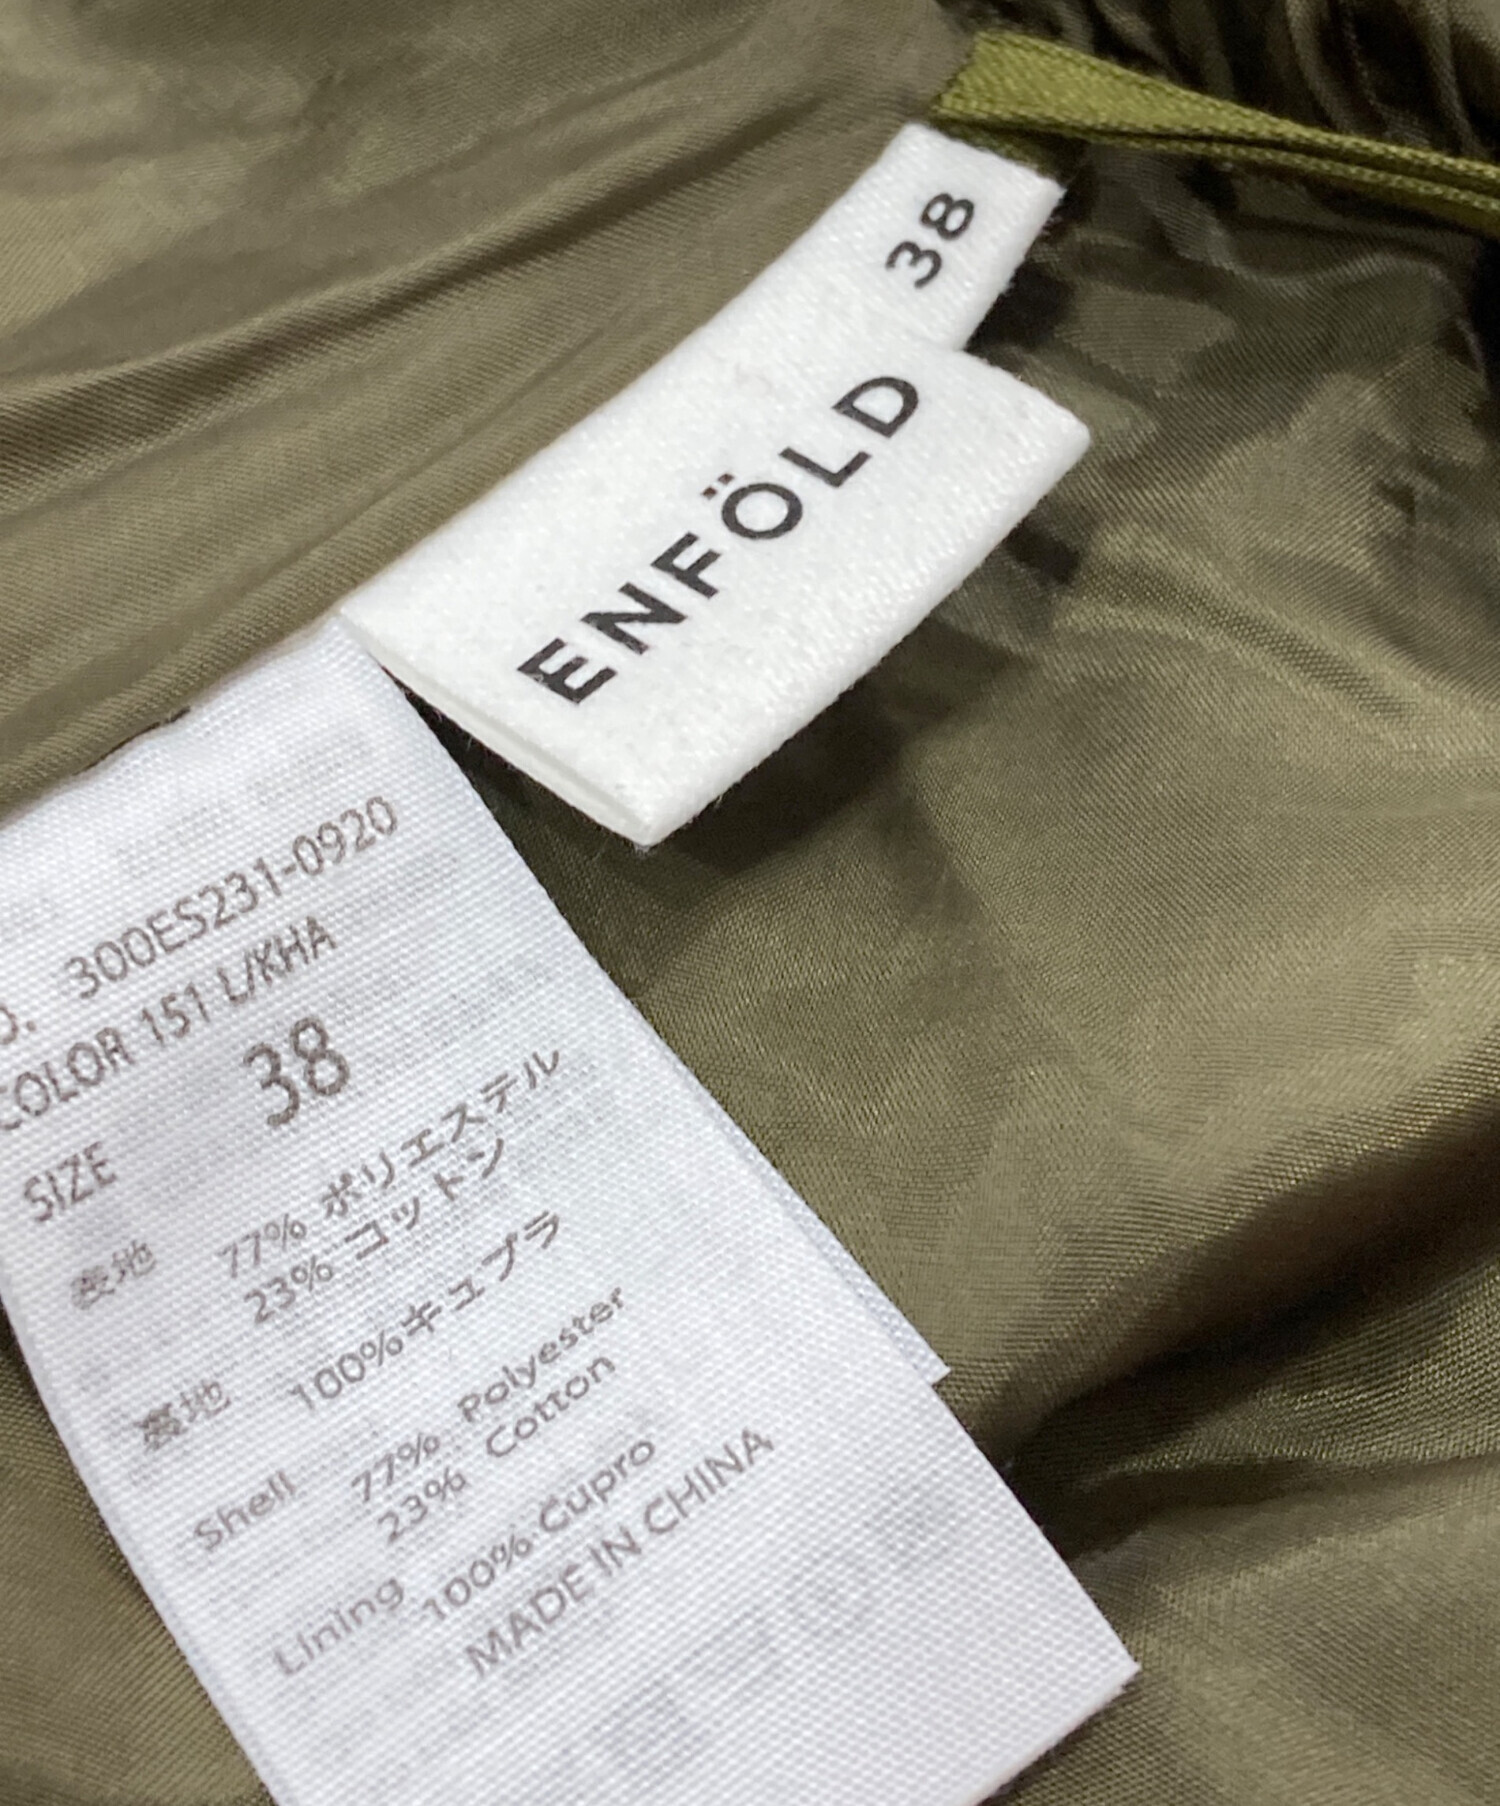 38
ENFÖLD
300ES231-0920
COLOR 151 L/KHA
SIZE 38
表地 77% ポリエステル
23% コットン
裏地 100%キュプラ
Shell 77% Polyester
23% Cotton
Lining 100% Cupro
MADE IN CHINA